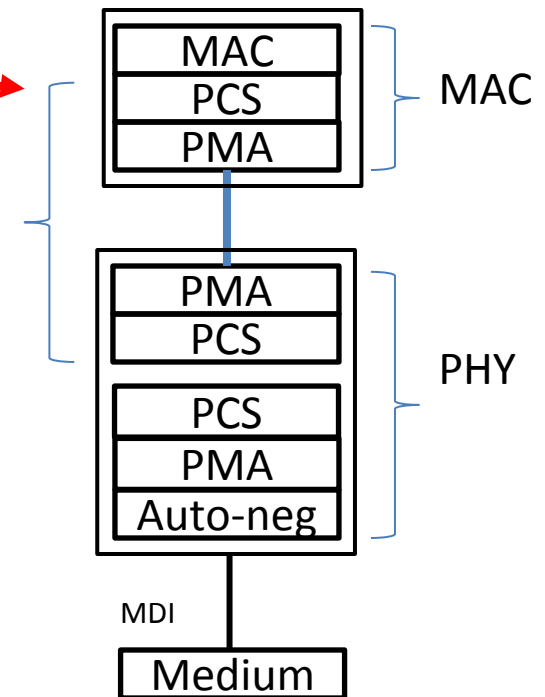 MAC
PCS
PMA
MAC
PMA
PCS
PHY
PCS
PMA
Auto-neg
MDI
Medium